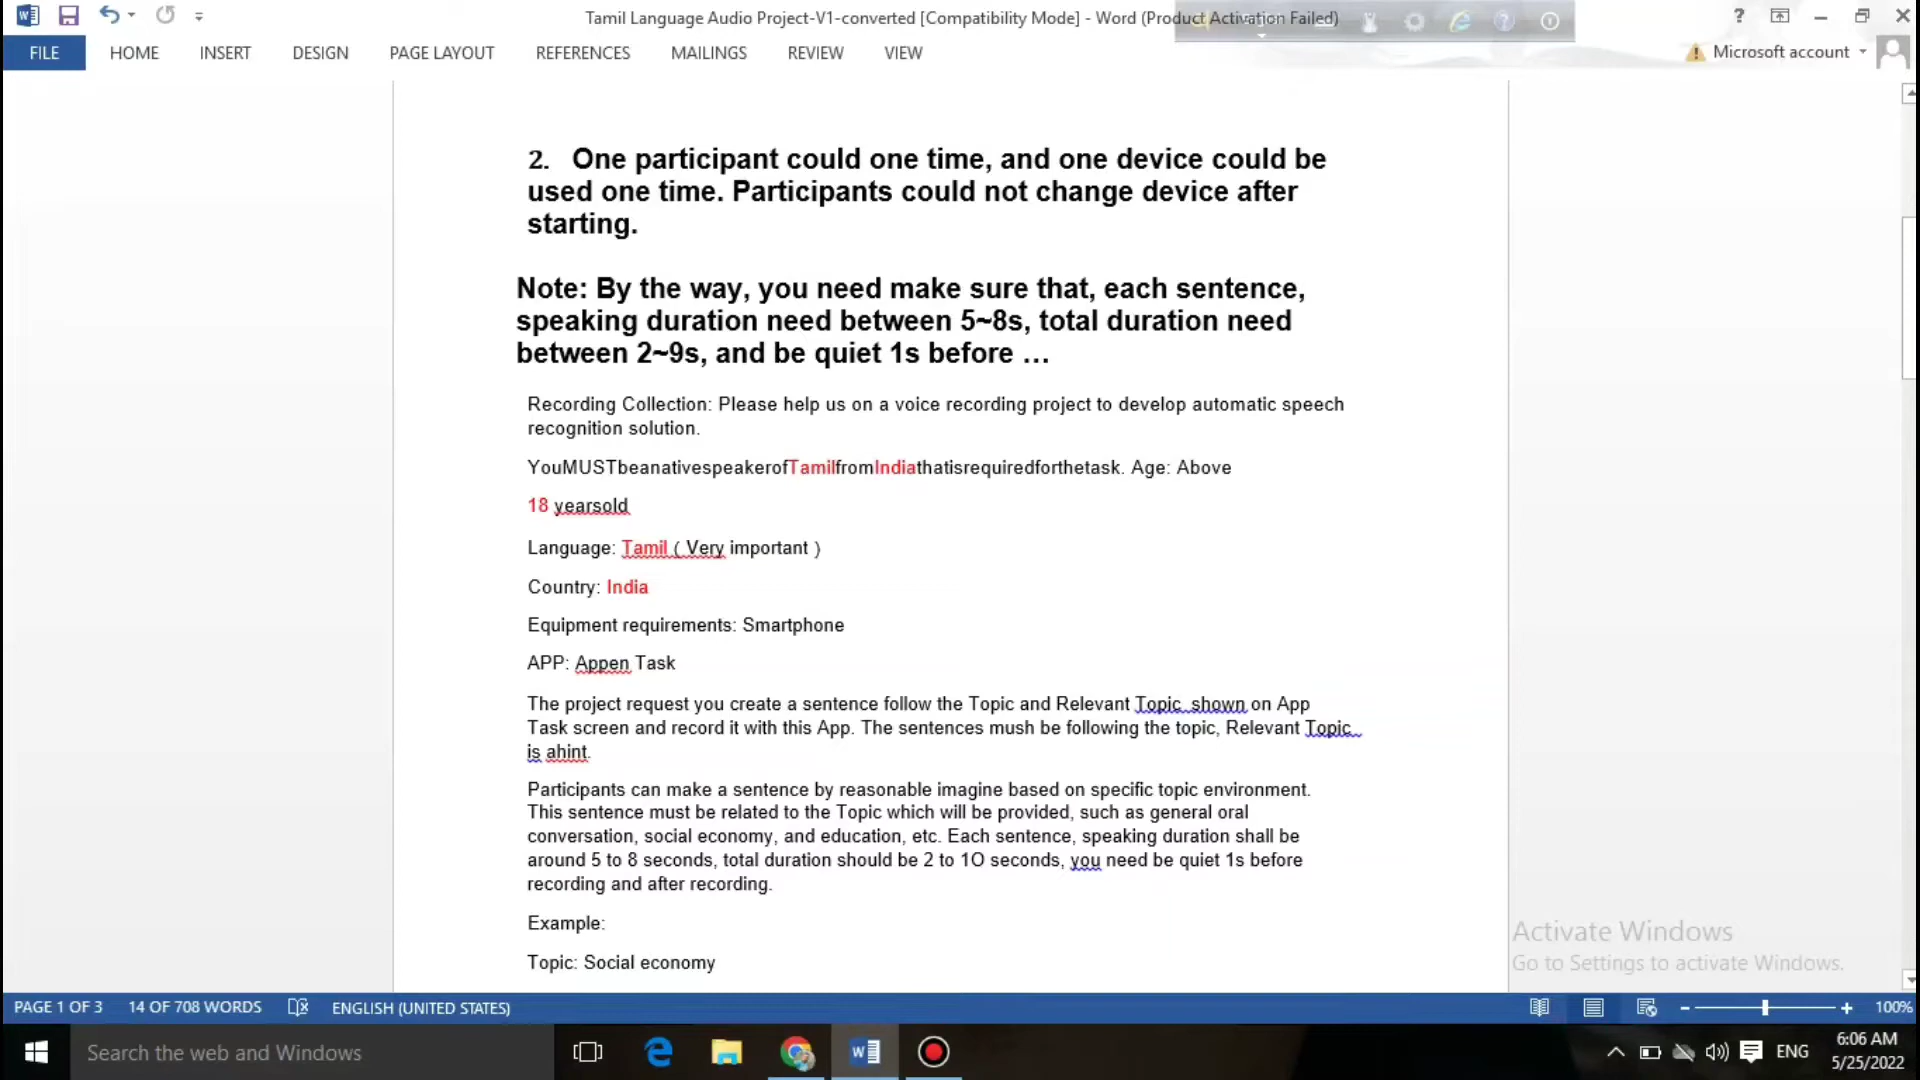 Tamil Language Audio Project-V1-converted [Compatibility Mode] - Word (Product Activation Failed)
FILE HOME INSERT DESIGN PAGE LAYOUT REFERENCES MAILINGS REVIEW VIEW Microsoft account
2. One participant could one time, and one device could be
used one time. Participants could not change device after
starting.
Note: By the way, you need make sure that, each sentence,
speaking duration need between 5~8s, total duration need
between 2~9s, and be quiet 1s before ...
Recording Collection: Please help us on a voice recording project to develop automatic speech
recognition solution.
YouMUSTbeanativespeakerofTamilfromIndiathatisrequiredforthetask. Age: Above
18 yearsold
Language: Tamil ( Very important )
Country: India
Equipment requirements: Smartphone
APP: Appen Task
The project request you create a sentence follow the Topic and Relevant Topic shown on App
Task screen and record it with this App. The sentences mush be following the topic, Relevant Topic
is ahint.
Participants can make a sentence by reasonable imagine based on specific topic environment.
This sentence must be related to the Topic which will be provided, such as general oral
conversation, social economy, and education, etc. Each sentence, speaking duration shall be
around 5 to 8 seconds, total duration should be 2 to 1O seconds, you need be quiet 1s before
recording and after recording.
Example:
Topic: Social economy
Activate Windows
Go to Settings to activate Windows.
PAGE 1 OF 3 14 OF 708 WORDS ENGLISH (UNITED STATES) 100%
Search the web and Windows
ENG
6:06 AM
5/25/2022